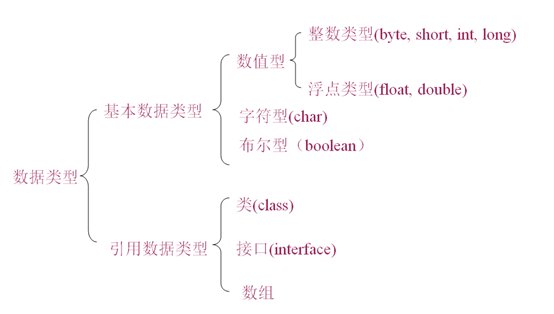 整数类型(byte, short, int, long)
数值型
浮点类型(float, double)
基本数据类型
字符型(char)
布尔型（boolean）
数据类型
类(class)
引用数据类型
接口(interface)
数组